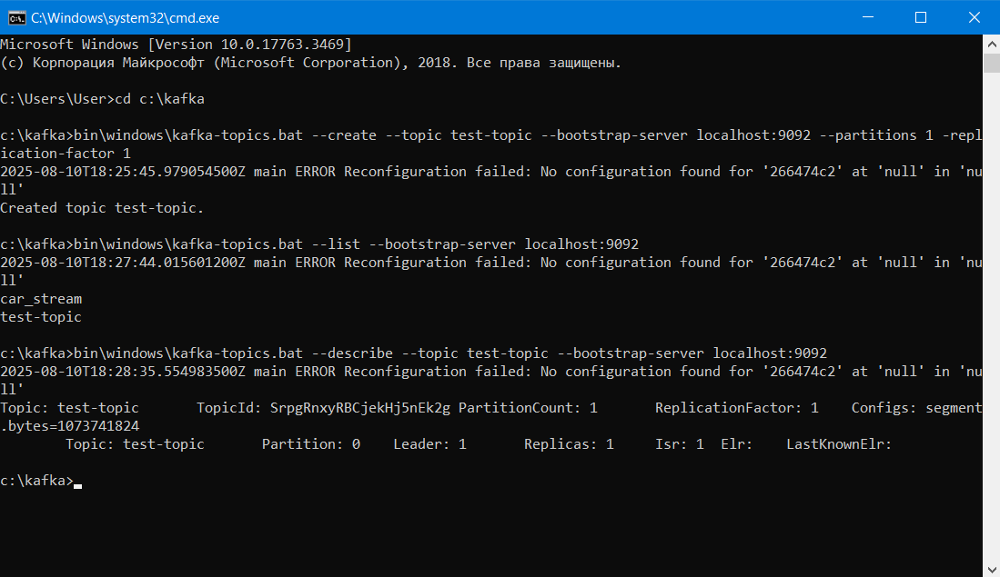 C:\Windows\system32\cmd.exe
Microsoft Windows [Version 10.0.17763.3469]
(c) Корпорация Майкрософт (Microsoft Corporation), 2018. Все права защищены.
C:\Users\User>cd c:\kafka
c:\kafka>bin\windows\kafka-topics.bat --create --topic test-topic --bootstrap-server localhost:9092 --partitions 1 -repl
ication-factor 1
2025-08-10T18:25:45.979054500Z main ERROR Reconfiguration failed: No configuration found for '266474c2' at 'null' in 'nu
ll'
Created topic test-topic.
c:\kafka>bin\windows\kafka-topics.bat --list --bootstrap-server localhost:9092
2025-08-10T18:27:44.015601200Z main ERROR Reconfiguration failed: No configuration found for '266474c2' at 'null' in 'nu
ll'
car_stream
test-topic
c:\kafka>bin\windows\kafka-topics.bat --describe --topic test-topic --bootstrap-server localhost:9092
2025-08-10T18:28:35.554983500Z main ERROR Reconfiguration failed: No configuration found for '266474c2' at 'null' in 'nu
ll'
Topic: test-topic TopicId: SrpgRnxyRBCjekHj5nEk2g PartitionCount: 1 ReplicationFactor: 1 Configs: segment
.bytes=1073741824
Topic: test-topic Partition: 0 Leader: 1 Replicas: 1 Isr: 1 Elr: LastKnownElr:
c:\kafka>